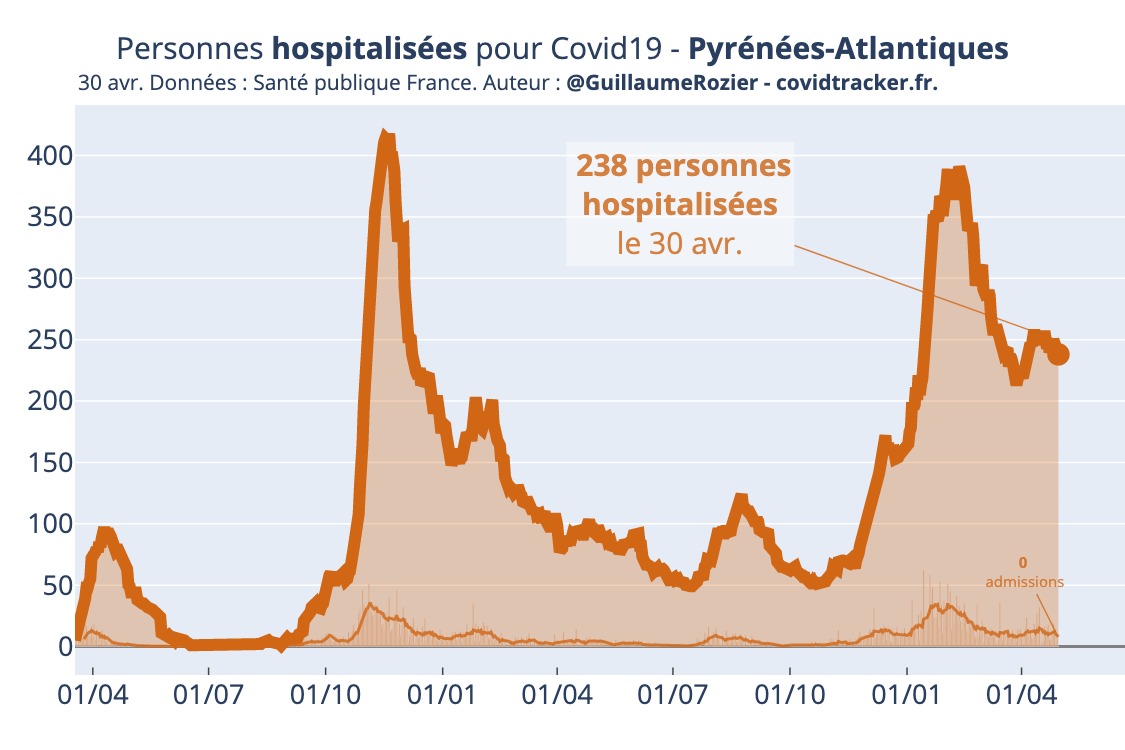 Personnes hospitalisées pour Covid19 - Pyrénées-Atlantiques
30 avr. Données : Santé publique France. Auteur : @GuillaumeRozier - covidtracker.fr.
400
350
300
250
200
150
100
50
0
238 personnes
hospitalisées
le 30 avr.
0
admissions
01/04 01/07 01/10 01/01 01/04 01/07 01/10 01/01 01/04